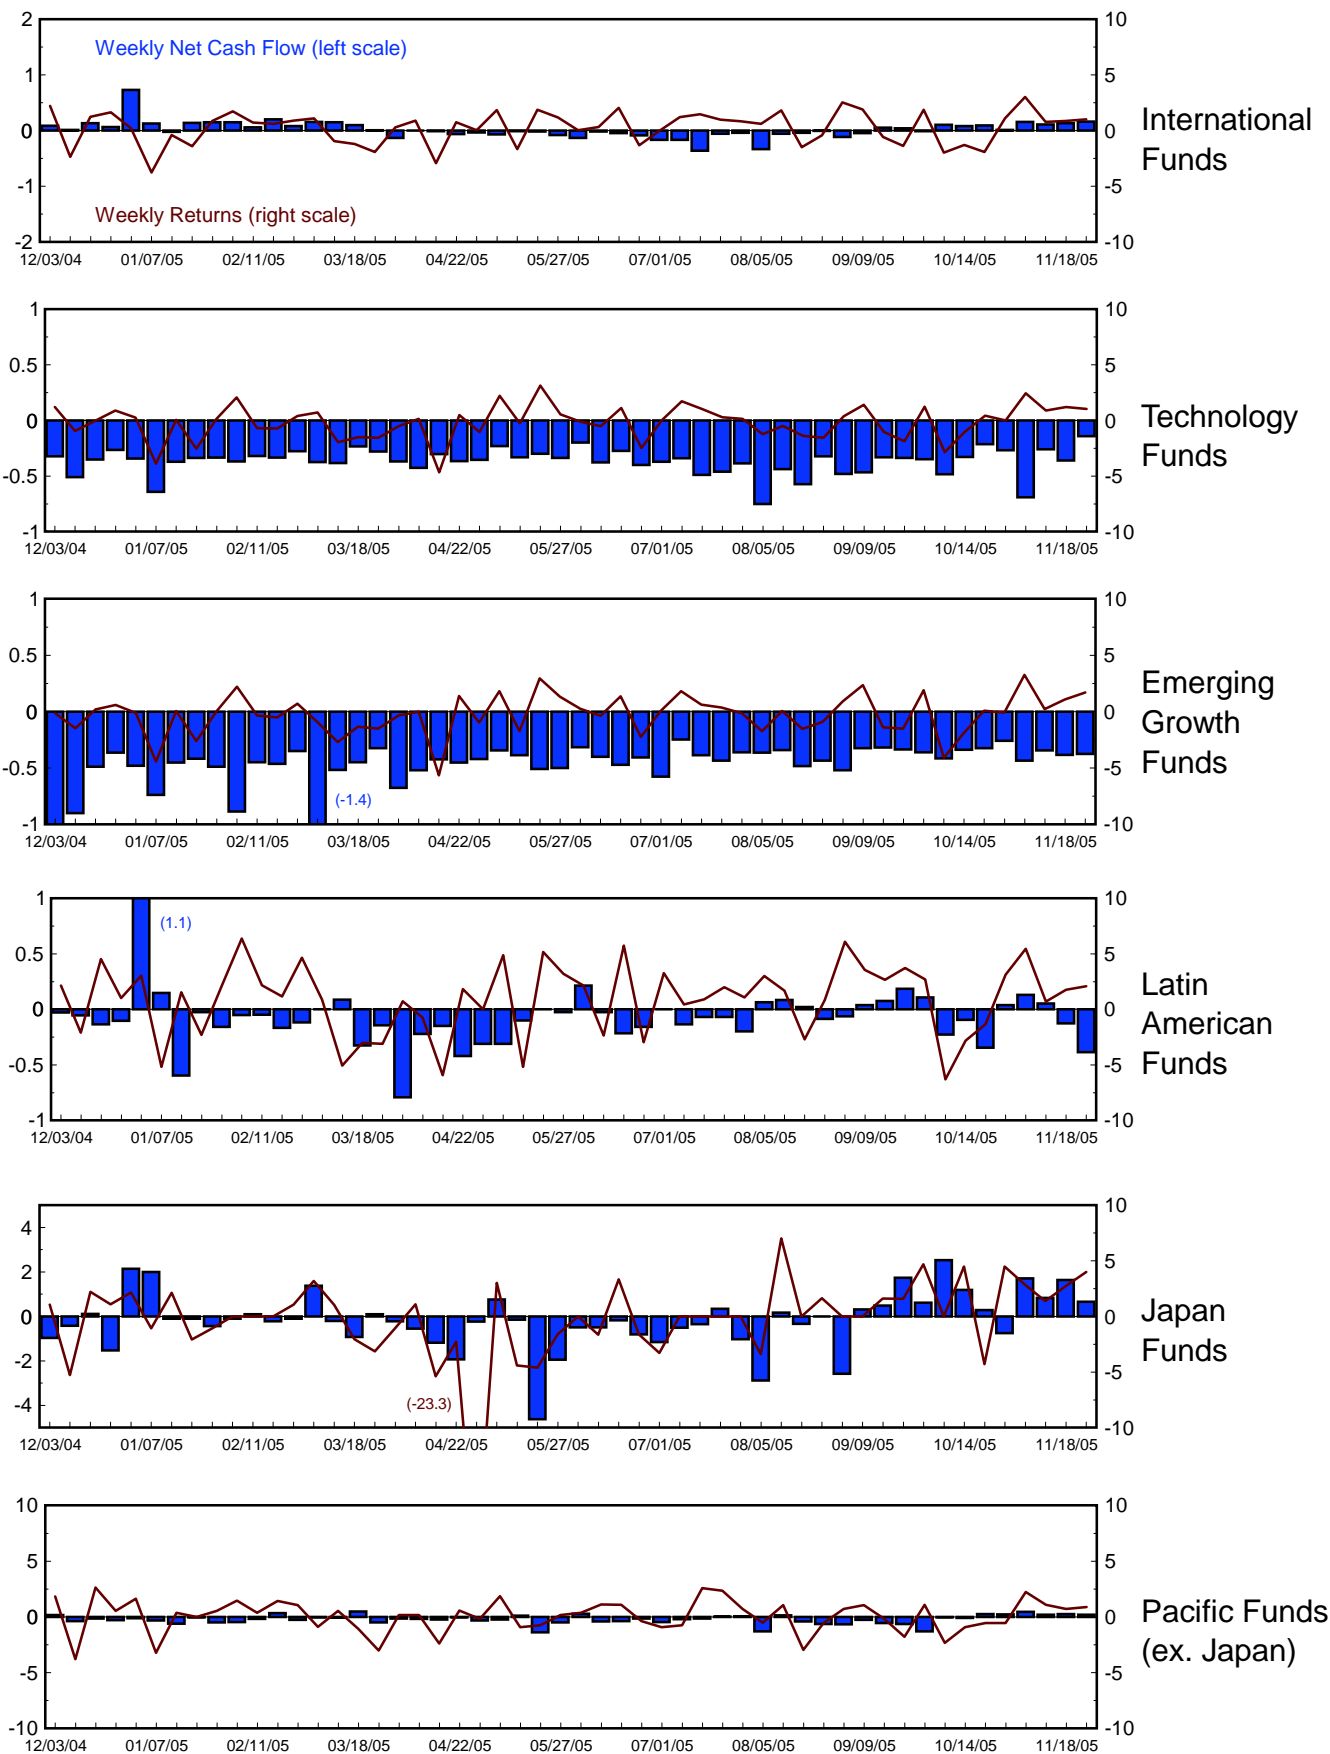 2
1
0
-1
-2
10
5
0
-5
-10
Weekly Net Cash Flow (left scale)
Weekly Returns (right scale)
International
Funds
12/03/04 01/07/05 02/11/05 03/18/05 04/22/05 05/27/05 07/01/05 08/05/05 09/09/05 10/14/05 11/18/05
1
0.5
0
-0.5
-1
10
5
0
-5
-10
Technology
Funds
12/03/04 01/07/05 02/11/05 03/18/05 04/22/05 05/27/05 07/01/05 08/05/05 09/09/05 10/14/05 11/18/05
1
0.5
0
-0.5
-1
10
5
0
-5
-10
(-1.4)
Emerging
Growth
Funds
12/03/04 01/07/05 02/11/05 03/18/05 04/22/05 05/27/05 07/01/05 08/05/05 09/09/05 10/14/05 11/18/05
1
0.5
0
-0.5
-1
10
5
0
-5
-10
(1.1)
Latin
American
Funds
12/03/04 01/07/05 02/11/05 03/18/05 04/22/05 05/27/05 07/01/05 08/05/05 09/09/05 10/14/05 11/18/05
4
2
0
-2
-4
10
5
0
-5
-10
(-23.3)
Japan
Funds
12/03/04 01/07/05 02/11/05 03/18/05 04/22/05 05/27/05 07/01/05 08/05/05 09/09/05 10/14/05 11/18/05
10
5
0
-5
-10
10
5
0
-5
-10
Pacific Funds
(ex. Japan)
12/03/04 01/07/05 02/11/05 03/18/05 04/22/05 05/27/05 07/01/05 08/05/05 09/09/05 10/14/05 11/18/05